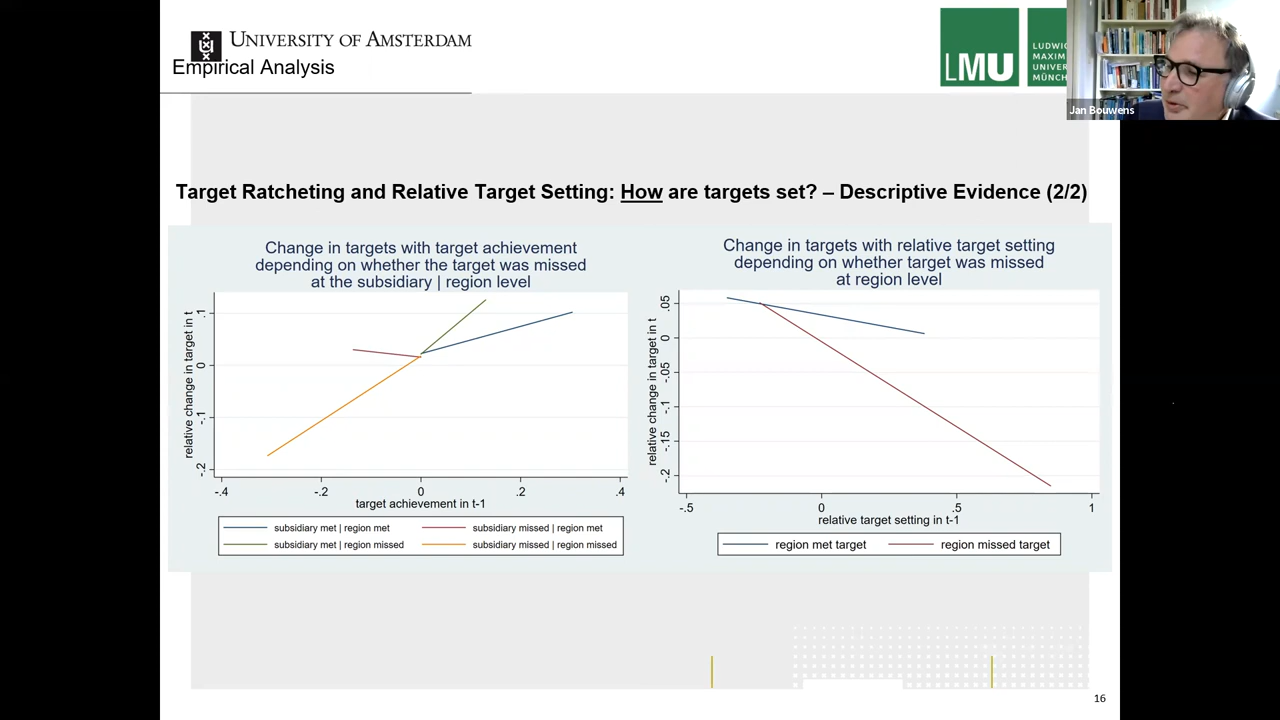 UNIVERSITY OF AMSTERDAM
Empirical Analysis
LMU
LUDWIG
MAXIM
UNIVER
MÜNCH
Jan Bouwens
Target Ratcheting and Relative Target Setting: How are targets set? – Descriptive Evidence (2/2)
Change in targets with target achievement
depending on whether the target was missed
at the subsidiary | region level
relative change in target in t
.1
0
-.1
-.2
-.4
-.2
0
.2
.4
target achievement in t-1
subsidiary met | region met
subsidiary missed | region met
subsidiary met | region missed
subsidiary missed | region missed
Change in targets with relative target setting
depending on whether target was missed
at region level
relative change in target in t
.05
0
-.05
-.1
-.15
-.2
-.5
0
.5
1
relative target setting in t-1
region met target
region missed target
16